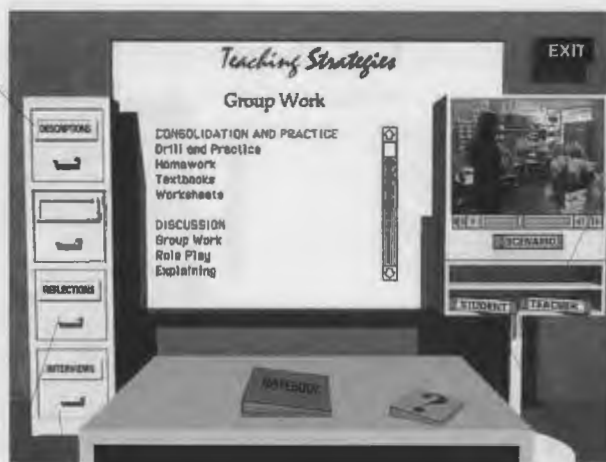 Teaching Strategies
EXIT
Group Work
CONSOLIDATION AND PRACTICE
Drill and Practice
Homework
Textbooks
Worksheets
DISCUSSION
Group Work
Role Play
Explaining
DESCRIPTIONS
REFLECTIONS
INTERVIEWS
SCENARIO
STUDENT
TEACHER
NOTEBOOK
?